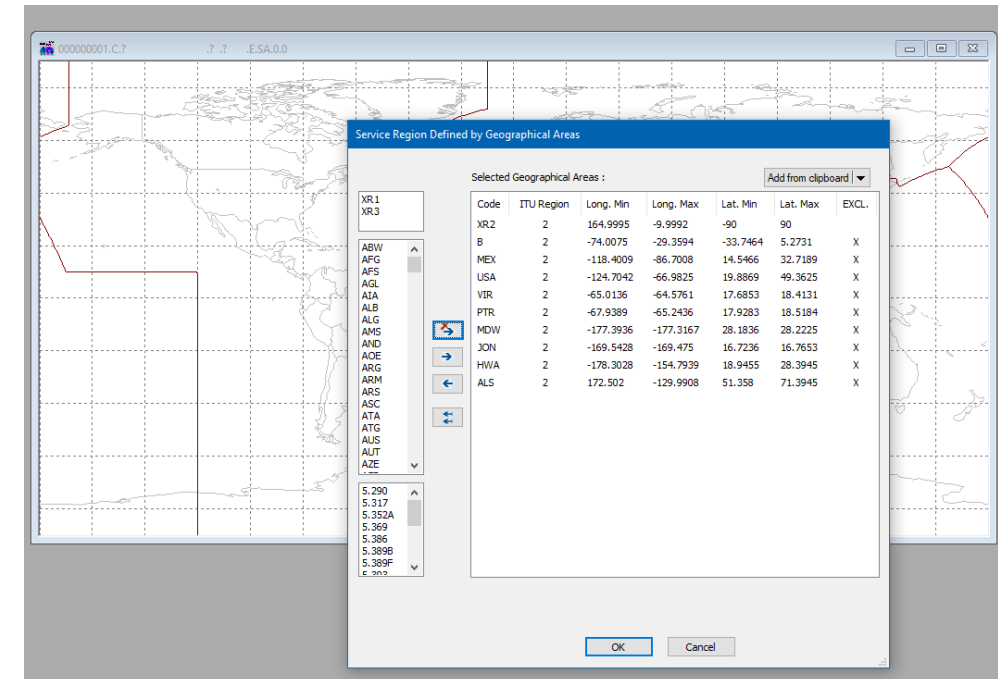 000000001.C.? .? .? .E.SA.0.0
Service Region Defined by Geographical Areas
Selected Geographical Areas :
Add from clipboard
XR1
XR3
ABW
AFG
AFS
AGL
AIA
ALB
ALG
AMS
AND
AOE
ARG
ARM
ARS
ASC
ATA
ATG
AUS
AUT
AZE
5.290
5.317
5.352A
5.369
5.386
5.389B
5.389F
Code ITU Region Long. Min Long. Max Lat. Min Lat. Max EXCL.
XR2 2 164.9995 -9.9992 -90 90
B 2 -74.0075 -29.3594 -33.7464 5.2731 X
MEX 2 -118.4009 -86.7008 14.5466 32.7189 X
USA 2 -124.7042 -66.9825 19.8869 49.3625 X
VIR 2 -65.0136 -64.5761 17.6853 18.4131 X
PTR 2 -67.9389 -65.2436 17.9283 18.5184 X
MDW 2 -177.3936 -177.3167 28.1836 28.2225 X
JON 2 -169.5428 -169.475 16.7236 16.7653 X
HWA 2 -178.3028 -154.7939 18.9455 28.3945 X
ALS 2 172.502 -129.9908 51.358 71.3945 X
OK
Cancel